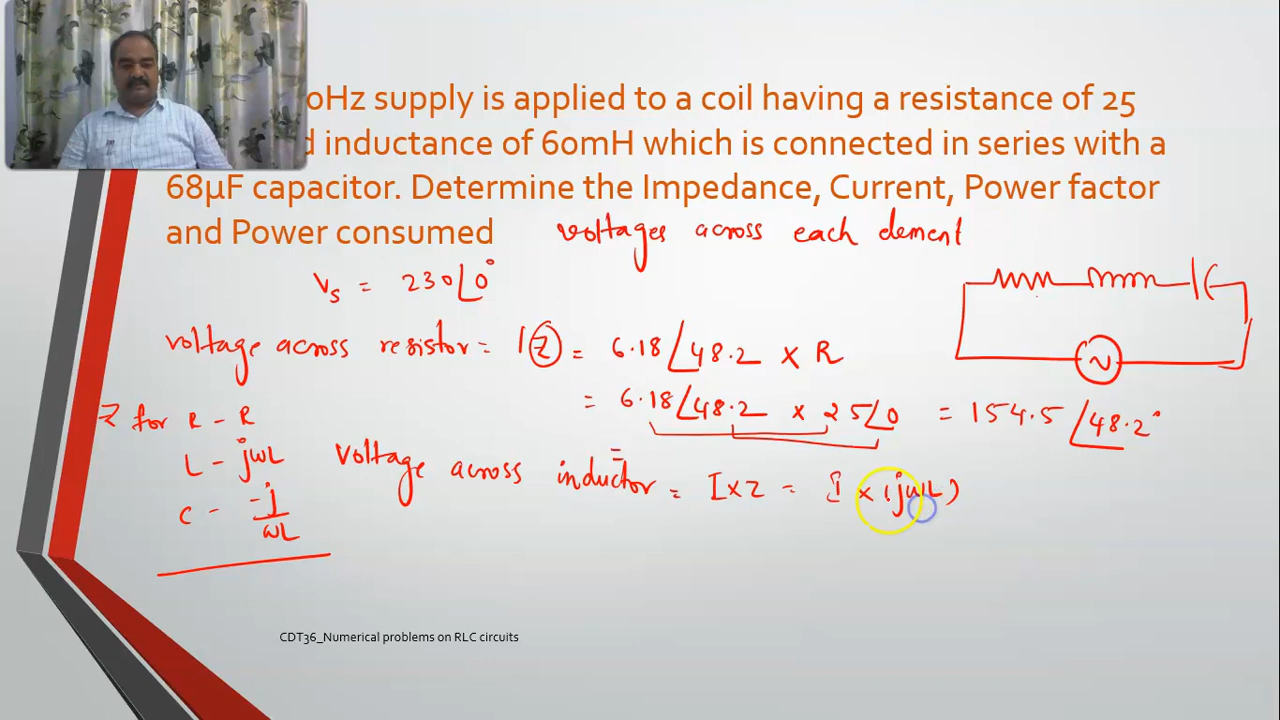 0Hz supply is applied to a coil having a resistance of 25
d inductance of 60mH which is connected in series with a
68µF capacitor. Determine the Impedance, Current, Power factor
and Power consumed voltages across each element
Vs = 230∠0°
voltage across resistor = IZ = 6.18∠48.2 × R
= 6.18∠48.2 × 25∠0 = 154.5∠48.2°
Z for R - R
L - jωL
C - -j/ωL
Voltage across inductor = I×Z = I × (jωL)
CDT36_Numerical problems on RLC circuits